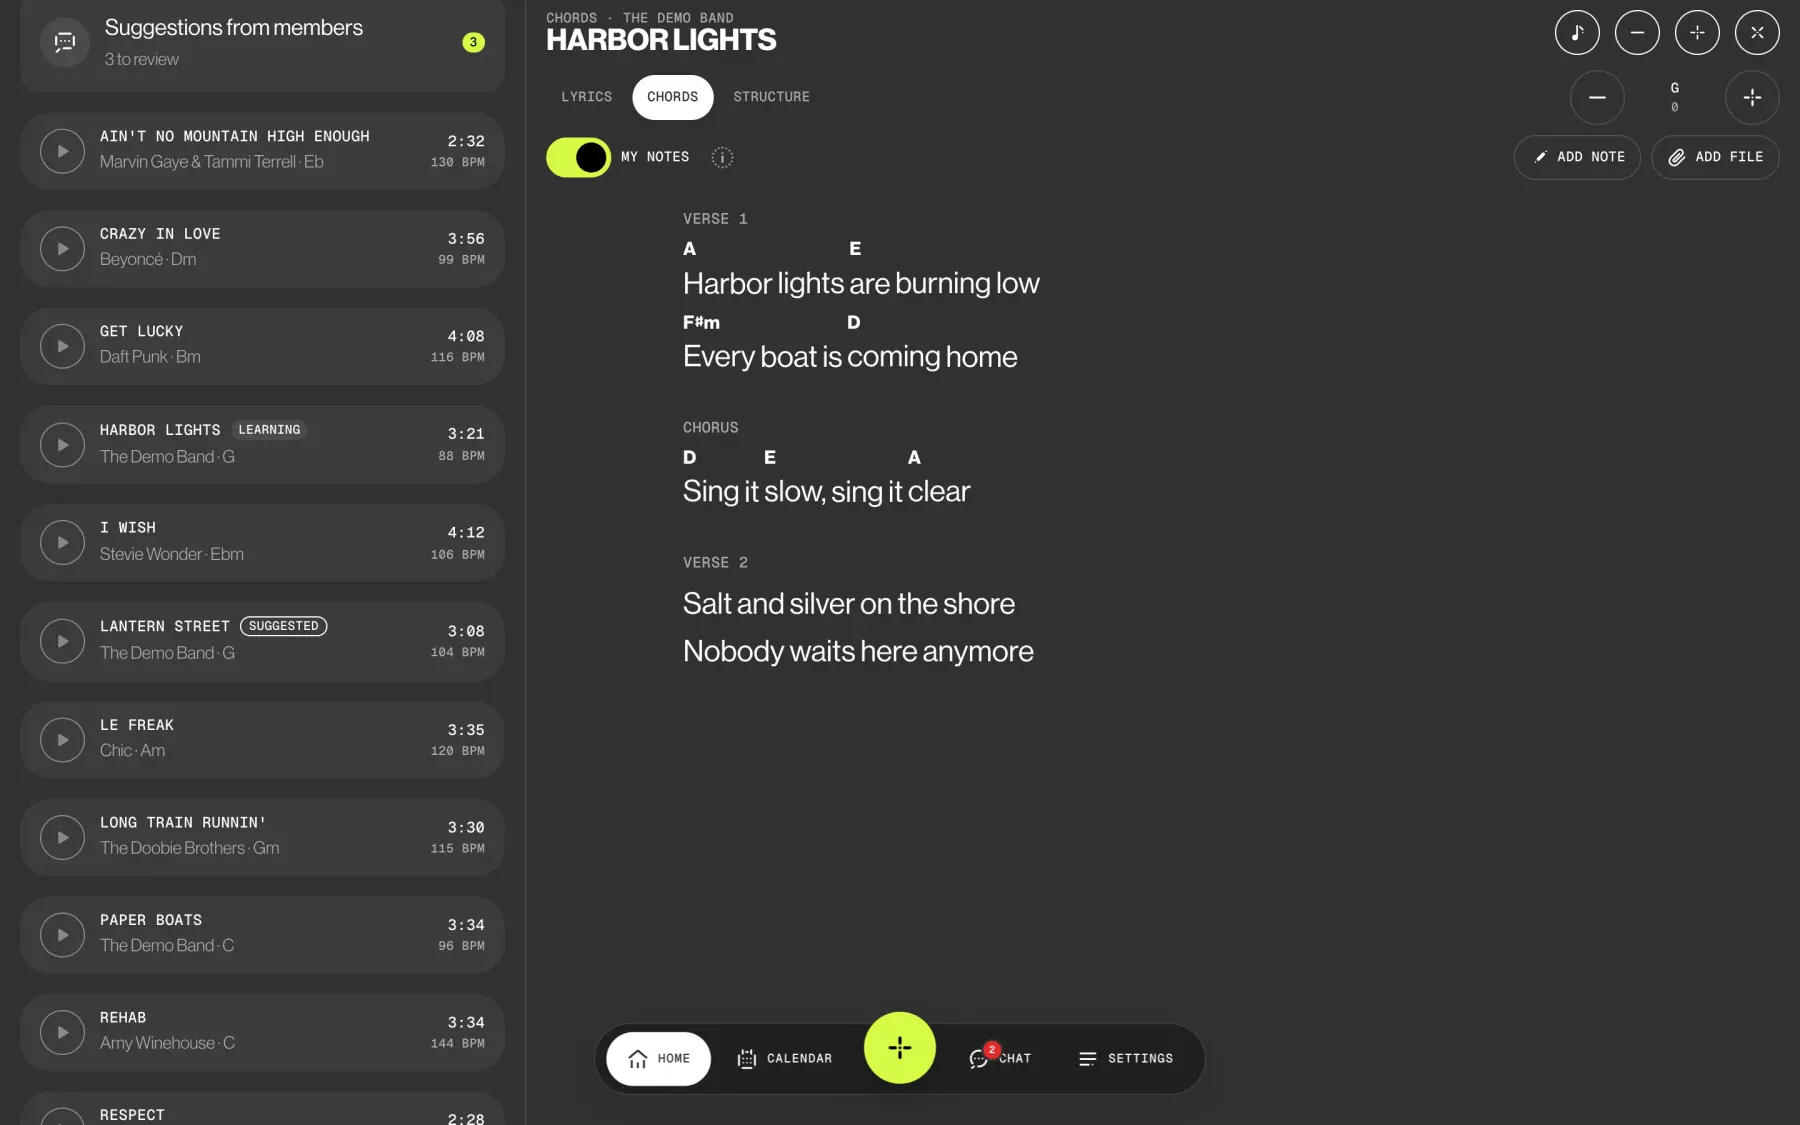 Suggestions from members
3 to review
3
AIN'T NO MOUNTAIN HIGH ENOUGH
2:32
Marvin Gaye & Tammi Terrell · Eb
130 BPM
CRAZY IN LOVE
3:56
Beyoncé · Dm
99 BPM
GET LUCKY
4:08
Daft Punk · Bm
116 BPM
HARBOR LIGHTS LEARNING
3:21
The Demo Band · G
88 BPM
I WISH
4:12
Stevie Wonder · Ebm
106 BPM
LANTERN STREET SUGGESTED
3:08
The Demo Band · G
104 BPM
LE FREAK
3:35
Chic · Am
120 BPM
LONG TRAIN RUNNIN'
3:30
The Doobie Brothers · Gm
115 BPM
PAPER BOATS
3:34
The Demo Band · C
96 BPM
REHAB
3:34
Amy Winehouse · C
144 BPM
RESPECT
2:28
CHORDS · THE DEMO BAND
HARBOR LIGHTS
LYRICS CHORDS STRUCTURE
G
0
MY NOTES
ADD NOTE ADD FILE
VERSE 1
A E
Harbor lights are burning low
F#m D
Every boat is coming home
CHORUS
D E A
Sing it slow, sing it clear
VERSE 2
Salt and silver on the shore
Nobody waits here anymore
HOME CALENDAR 2 CHAT SETTINGS